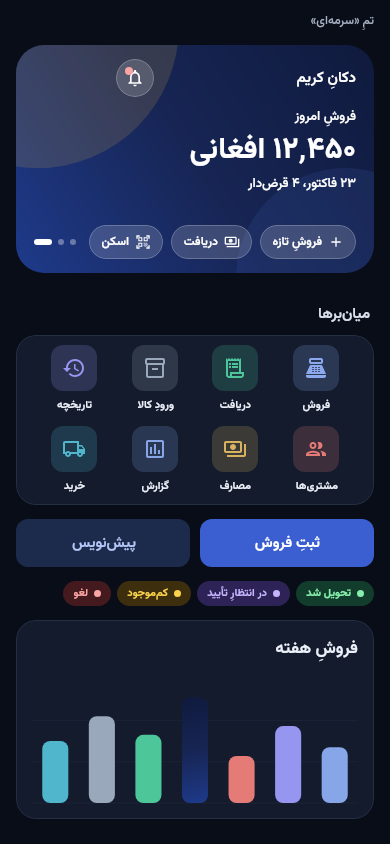 تمِ «سرمه‌ای»
دکانِ کریم
فروشِ امروز
۱۲,۴۵۰ افغانی
۲۳ فاکتور، ۴ قرض‌دار
فروشِ تازه
دریافت
اسکن
میان‌برها
فروش
دریافت
ورودِ کالا
تاریخچه
مشتری‌ها
مصارف
گزارش
خرید
ثبتِ فروش
پیش‌نویس
تحویل شد
در انتظارِ تأیید
کم‌موجود
لغو
فروشِ هفته